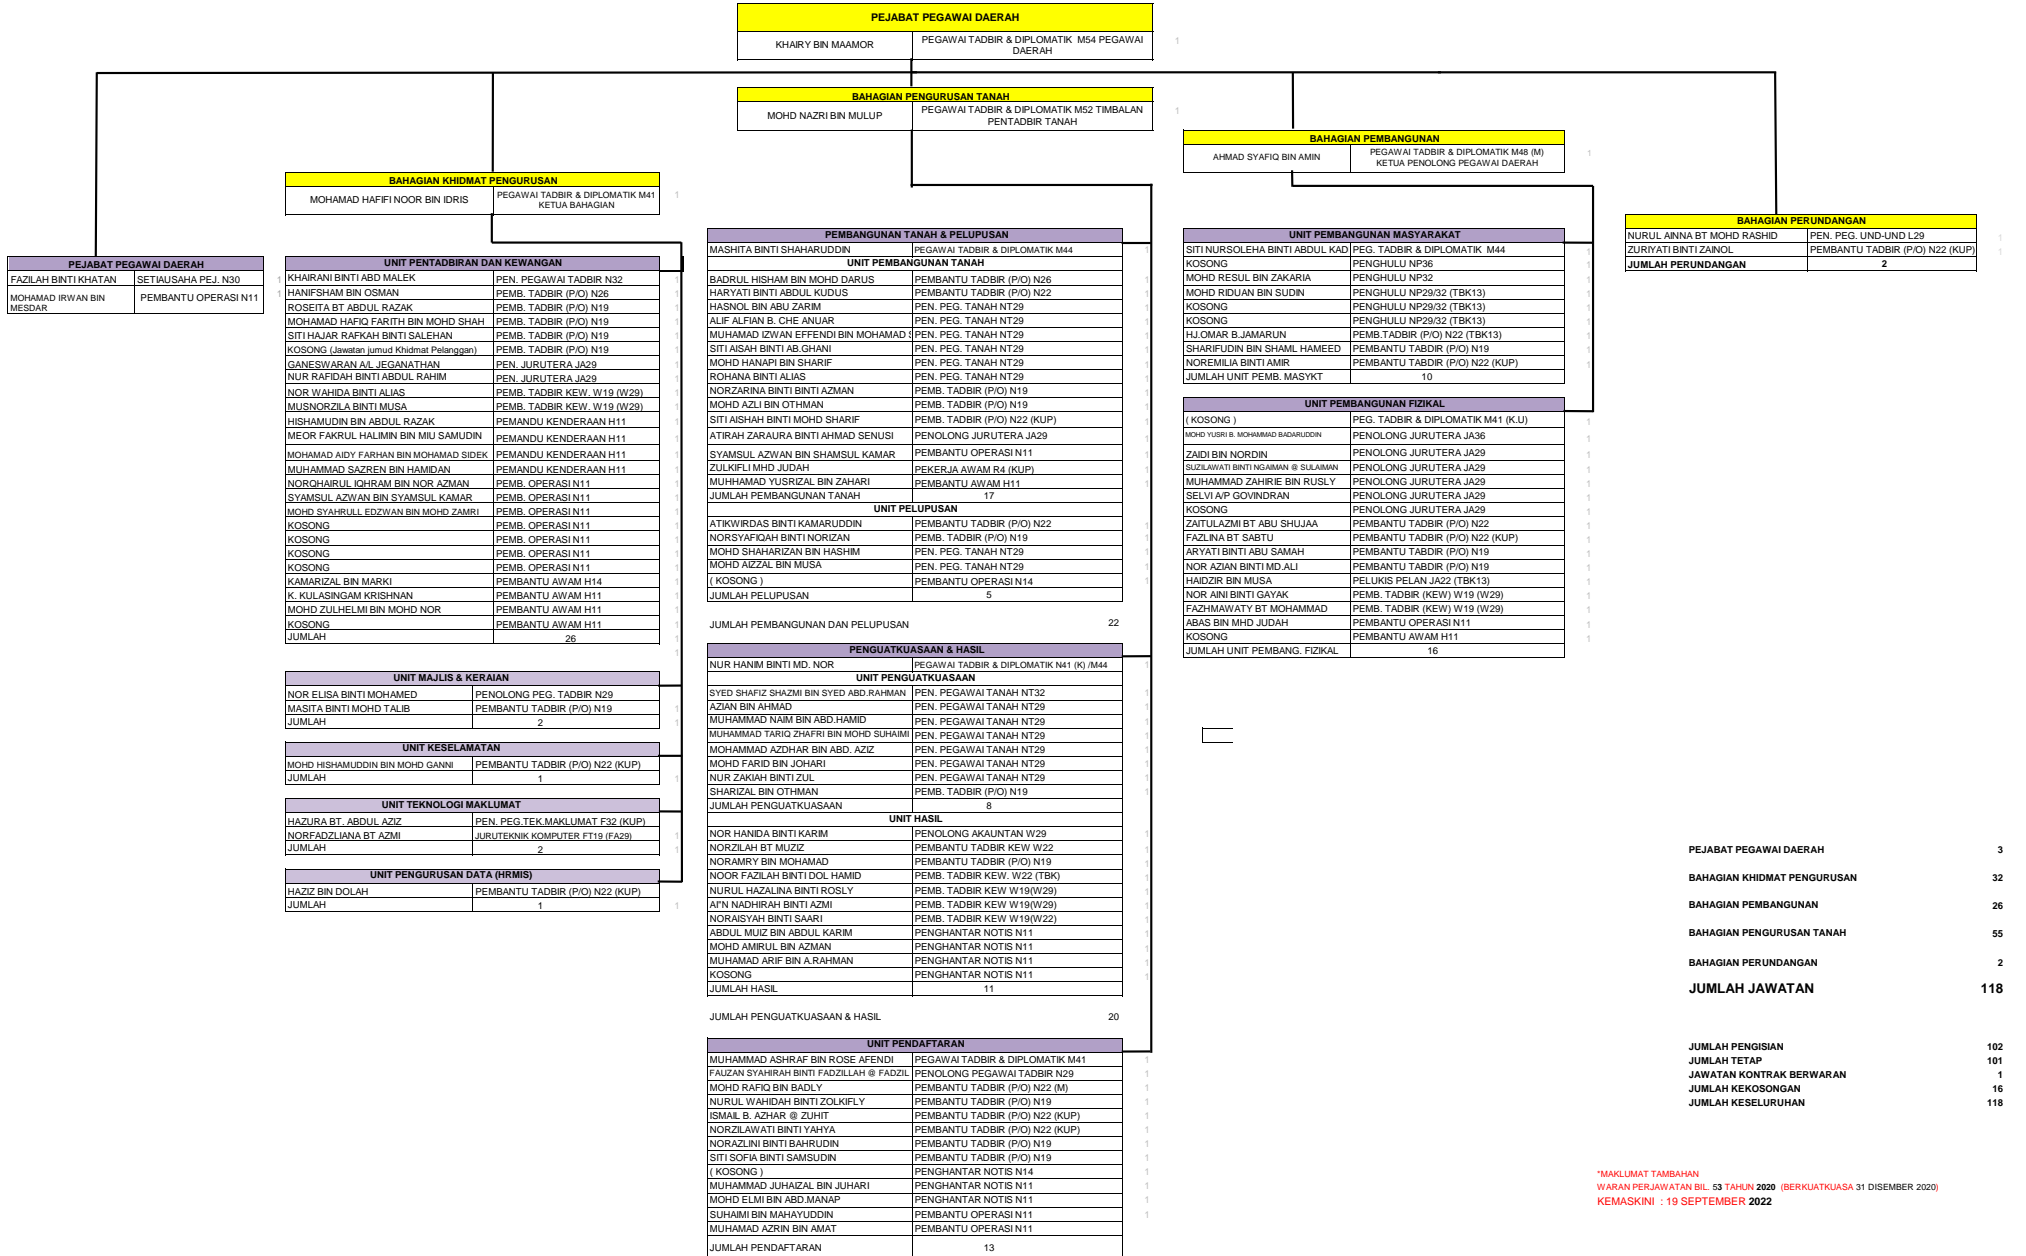 PEJABAT PEGAWAI DAERAH
KHAIRY BIN MAAMOR PEGAWAI TADBIR & DIPLOMATIK M54 PEGAWAI DAERAH 1
BAHAGIAN PENGURUSAN TANAH
MOHD NAZRI BIN MULUP PEGAWAI TADBIR & DIPLOMATIK M52 TIMBALAN PENTADBIR TANAH 1
BAHAGIAN PEMBANGUNAN
AHMAD SYAFIQ BIN AMIN PEGAWAI TADBIR & DIPLOMATIK M48 (M) KETUA PENOLONG PEGAWAI DAERAH 1
BAHAGIAN KHIDMAT PENGURUSAN
MOHAMAD HAFIFI NOOR BIN IDRIS PEGAWAI TADBIR & DIPLOMATIK M41 KETUA BAHAGIAN 1
BAHAGIAN PERUNDANGAN
NURUL AINNA BT MOHD RASHID PEN. PEG. UND-UND L29 1
ZURIYATI BINTI ZAINOL PEMBANTU TADBIR (P/O) N22 (KUP) 1
JUMLAH PERUNDANGAN 2
PEJABAT PEGAWAI DAERAH
FAZILAH BINTI KHATAN SETIAUSAHA PEJ. N30 1
MOHAMAD IRWAN BIN MESDAR PEMBANTU OPERASI N11 1
UNIT PENTADBIRAN DAN KEWANGAN
KHAIRANI BINTI ABD MALEK PEN. PEGAWAI TADBIR N32
HANIFSHAM BIN OSMAN PEMB. TADBIR (P/O) N26
ROSEITA BT ABDUL RAZAK PEMB. TADBIR (P/O) N19
MOHAMAD HAFIQ FARITH BIN MOHD SHAH PEMB. TADBIR (P/O) N19
SITI HAJAR RAFKAH BINTI SALEHAN PEMB. TADBIR (P/O) N19
KOSONG (Jawatan jumud Khidmat Pelanggan) PEMB. TADBIR (P/O) N19
GANESWARAN A/L JEGANATHAN PEN. JURUTERA JA29
NUR RAFIDAH BINTI ABDUL RAHIM PEN. JURUTERA JA29
NOR WAHIDA BINTI ALIAS PEMB. TADBIR KEW. W19 (W29)
MUSNORZILA BINTI MUSA PEMB. TADBIR KEW. W19 (W29)
HISHAMUDIN BIN ABDUL RAZAK PEMANDU KENDERAAN H11
MEOR FAKRUL HALIMIN BIN MIU SAMUDIN PEMANDU KENDERAAN H11
MOHAMAD AIDY FARHAN BIN MOHAMAD SIDEK PEMANDU KENDERAAN H11
MUHAMMAD SAZREN BIN HAMIDAN PEMANDU KENDERAAN H11
NORQHAIRUL IQHRAM BIN NOR AZMAN PEMB. OPERASI N11
SYAMSUL AZWAN BIN SYAMSUL KAMAR PEMB. OPERASI N11
MOHD SYAHRULL EDZWAN BIN MOHD ZAMRI PEMB. OPERASI N11
KOSONG PEMB. OPERASI N11
KOSONG PEMB. OPERASI N11
KOSONG PEMB. OPERASI N11
KOSONG PEMB. OPERASI N11
KAMARIZAL BIN MARKI PEMBANTU AWAM H14
K. KULASINGAM KRISHNAN PEMBANTU AWAM H11
MOHD ZULHELMI BIN MOHD NOR PEMBANTU AWAM H11
KOSONG PEMBANTU AWAM H11
JUMLAH 26
UNIT MAJLIS & KERAIAN
NOR ELISA BINTI MOHAMED PENOLONG PEG. TADBIR N29
MASITA BINTI MOHD TALIB PEMBANTU TADBIR (P/O) N19
JUMLAH 2
UNIT KESELAMATAN
MOHD HISHAMUDDIN BIN MOHD GANNI PEMBANTU TADBIR (P/O) N22 (KUP)
JUMLAH 1
UNIT TEKNOLOGI MAKLUMAT
HAZURA BT. ABDUL AZIZ PEN. PEG.TEK.MAKLUMAT F32 (KUP)
NORFADZLIANA BT AZMI JURUTEKNIK KOMPUTER FT19 (FA29)
JUMLAH 2
UNIT PENGURUSAN DATA (HRMIS)
HAZIZ BIN DOLAH PEMBANTU TADBIR (P/O) N22 (KUP)
JUMLAH 1
PEMBANGUNAN TANAH & PELUPUSAN
MASHITA BINTI SHAHARUDDIN PEGAWAI TADBIR & DIPLOMATIK M44
UNIT PEMBANGUNAN TANAH
BADRUL HISHAM BIN MOHD DARUS PEMBANTU TADBIR (P/O) N26
HARYATI BINTI ABDUL KUDUS PEMBANTU TADBIR (P/O) N22
HASNOL BIN ABU ZARIM PEN. PEG. TANAH NT29
ALIF ALFIAN B. CHE ANUAR PEN. PEG. TANAH NT29
MUHAMAD IZWAN EFFENDI BIN MOHAMAD PEN. PEG. TANAH NT29
SITI AISAH BINTI AB.GHANI PEN. PEG. TANAH NT29
MOHD HANAPI BIN SHARIF PEN. PEG. TANAH NT29
ROHANA BINTI ALIAS PEN. PEG. TANAH NT29
NORZARINA BINTI BINTI AZMAN PEMB. TADBIR (P/O) N19
MOHD AZLI BIN OTHMAN PEMB. TADBIR (P/O) N19
SITI AISHAH BINTI MOHD SHARIF PEMB. TADBIR (P/O) N22 (KUP)
ATIRAH ZARAURA BINTI AHMAD SENUSI PENOLONG JURUTERA JA29
SYAMSUL AZWAN BIN SHAMSUL KAMAR PEMBANTU OPERASI N11
ZULKIFLI MHD JUDAH PEKERJA AWAM R4 (KUP)
MUHHAMAD YUSRIZAL BIN ZAHARI PEMBANTU AWAM H11
JUMLAH PEMBANGUNAN TANAH 17
UNIT PELUPUSAN
ATIKWIRDAS BINTI KAMARUDDIN PEMBANTU TADBIR (P/O) N22
NORSYAFIQAH BINTI NORIZAN PEMB. TADBIR (P/O) N19
MOHD SHAHARIZAN BIN HASHIM PEN. PEG. TANAH NT29
MOHD AIZZAL BIN MUSA PEN. PEG. TANAH NT29
( KOSONG ) PEMBANTU OPERASI N14
JUMLAH PELUPUSAN 5
JUMLAH PEMBANGUNAN DAN PELUPUSAN 22
PENGUATKUASAAN & HASIL
NUR HANIM BINTI MD. NOR PEGAWAI TADBIR & DIPLOMATIK N41 (K) /M44
UNIT PENGUATKUASAAN
SYED SHAFIZ SHAZMI BIN SYED ABD.RAHMAN PEN. PEGAWAI TANAH NT32
AZIAN BIN AHMAD PEN. PEGAWAI TANAH NT29
MUHAMMAD NAIM BIN ABD.HAMID PEN. PEGAWAI TANAH NT29
MUHAMMAD TARIQ ZHAFRI BIN MOHD SUHAIMI PEN. PEGAWAI TANAH NT29
MOHAMMAD AZDHAR BIN ABD. AZIZ PEN. PEGAWAI TANAH NT29
MOHD FARID BIN JOHARI PEN. PEGAWAI TANAH NT29
NUR ZAKIAH BINTI ZUL PEN. PEGAWAI TANAH NT29
SHARIZAL BIN OTHMAN PEMB. TADBIR (P/O) N19
JUMLAH PENGUATKUASAAN 8
UNIT HASIL
NOR HANIDA BINTI KARIM PENOLONG AKAUNTAN W29
NORZILAH BT MUZIZ PEMBANTU TADBIR KEW W22
NORAMRY BIN MOHAMAD PEMBANTU TADBIR (P/O) N19
NOOR FAZILAH BINTI DOL HAMID PEMB. TADBIR KEW. W22 (TBK)
NURUL HAZALINA BINTI ROSLY PEMB. TADBIR KEW W19(W29)
AI"N NADHIRAH BINTI AZMI PEMB. TADBIR KEW W19(W29)
NORAISYAH BINTI SAARI PEMB. TADBIR KEW W19(W22)
ABDUL MUIZ BIN ABDUL KARIM PENGHANTAR NOTIS N11
MOHD AMIRUL BIN AZMAN PENGHANTAR NOTIS N11
MUHAMAD ARIF BIN A.RAHMAN PENGHANTAR NOTIS N11
KOSONG PENGHANTAR NOTIS N11
JUMLAH HASIL 11
JUMLAH PENGUATKUASAAN & HASIL 20
UNIT PENDAFTARAN
MUHAMMAD ASHRAF BIN ROSE AFENDI PEGAWAI TADBIR & DIPLOMATIK M41
FAUZAN SYAHIRAH BINTI FADZILLAH @ FADZIL PENOLONG PEGAWAI TADBIR N29
MOHD RAFIQ BIN BADLY PEMBANTU TADBIR (P/O) N22 (M)
NURUL WAHIDAH BINTI ZOLKIFLY PEMBANTU TADBIR (P/O) N19
ISMAIL B. AZHAR @ ZUHIT PEMBANTU TADBIR (P/O) N22 (KUP)
NORZILAWATI BINTI YAHYA PEMBANTU TADBIR (P/O) N22 (KUP)
NORAZLINI BINTI BAHRUDIN PEMBANTU TADBIR (P/O) N19
SITI SOFIA BINTI SAMSUDIN PEMBANTU TADBIR (P/O) N19
( KOSONG ) PENGHANTAR NOTIS N14
MUHAMMAD JUHAIZAL BIN JUHARI PENGHANTAR NOTIS N11
MOHD ELMI BIN ABD.MANAP PENGHANTAR NOTIS N11
SUHAIMI BIN MAHAYUDDIN PEMBANTU OPERASI N11
MUHAMAD AZRIN BIN AMAT PEMBANTU OPERASI N11
JUMLAH PENDAFTARAN 13
UNIT PEMBANGUNAN MASYARAKAT
SITI NURSOLEHA BINTI ABDUL KAD PEG. TADBIR & DIPLOMATIK M44
KOSONG PENGHULU NP36
MOHD RESUL BIN ZAKARIA PENGHULU NP32
MOHD RIDUAN BIN SUDIN PENGHULU NP29/32 (TBK13)
KOSONG PENGHULU NP29/32 (TBK13)
KOSONG PENGHULU NP29/32 (TBK13)
HJ.OMAR B.JAMARUN PEMB.TADBIR (P/O) N22 (TBK13)
SHARIFUDIN BIN SHAML HAMEED PEMBANTU TABDIR (P/O) N19
NOREMILIA BINTI AMIR PEMBANTU TABDIR (P/O) N22 (KUP)
JUMLAH UNIT PEMB. MASYKT 10
UNIT PEMBANGUNAN FIZIKAL
( KOSONG ) PEG. TADBIR & DIPLOMATIK M41 (K.U)
MOHD YUSRI B. MOHAMMAD BADARUDDIN PENOLONG JURUTERA JA36
ZAIDI BIN NORDIN PENOLONG JURUTERA JA29
SUZILAWATI BINTI NGAIMAN @ SULAIMAN PENOLONG JURUTERA JA29
MUHAMMAD ZAHIRIE BIN RUSLY PENOLONG JURUTERA JA29
SELVI A/P GOVINDRAN PENOLONG JURUTERA JA29
KOSONG PENOLONG JURUTERA JA29
ZAITULAZMI BT ABU SHUJAA PEMBANTU TADBIR (P/O) N22
FAZLINA BT SABTU PEMBANTU TADBIR (P/O) N22 (KUP)
ARYATI BINTI ABU SAMAH PEMBANTU TABDIR (P/O) N19
NOR AZIAN BINTI MD.ALI PEMBANTU TABDIR (P/O) N19
HAIDZIR BIN MUSA PELUKIS PELAN JA22 (TBK13)
NOR AINI BINTI GAYAK PEMB. TADBIR (KEW) W19 (W29)
FAZHMAWATY BT MOHAMMAD PEMB. TADBIR (KEW) W19 (W29)
ABAS BIN MHD JUDAH PEMBANTU OPERASI N11
KOSONG PEMBANTU AWAM H11
JUMLAH UNIT PEMBANG. FIZIKAL 16
PEJABAT PEGAWAI DAERAH 3
BAHAGIAN KHIDMAT PENGURUSAN 32
BAHAGIAN PEMBANGUNAN 26
BAHAGIAN PENGURUSAN TANAH 55
BAHAGIAN PERUNDANGAN 2
JUMLAH JAWATAN 118
JUMLAH PENGISIAN 102
JUMLAH TETAP 101
JAWATAN KONTRAK BERWARAN 1
JUMLAH KEKOSONGAN 16
JUMLAH KESELURUHAN 118
*MAKLUMAT TAMBAHAN
WARAN PERJAWATAN BIL. 53 TAHUN 2020 (BERKUATKUASA 31 DISEMBER 2020)
KEMASKINI : 19 SEPTEMBER 2022